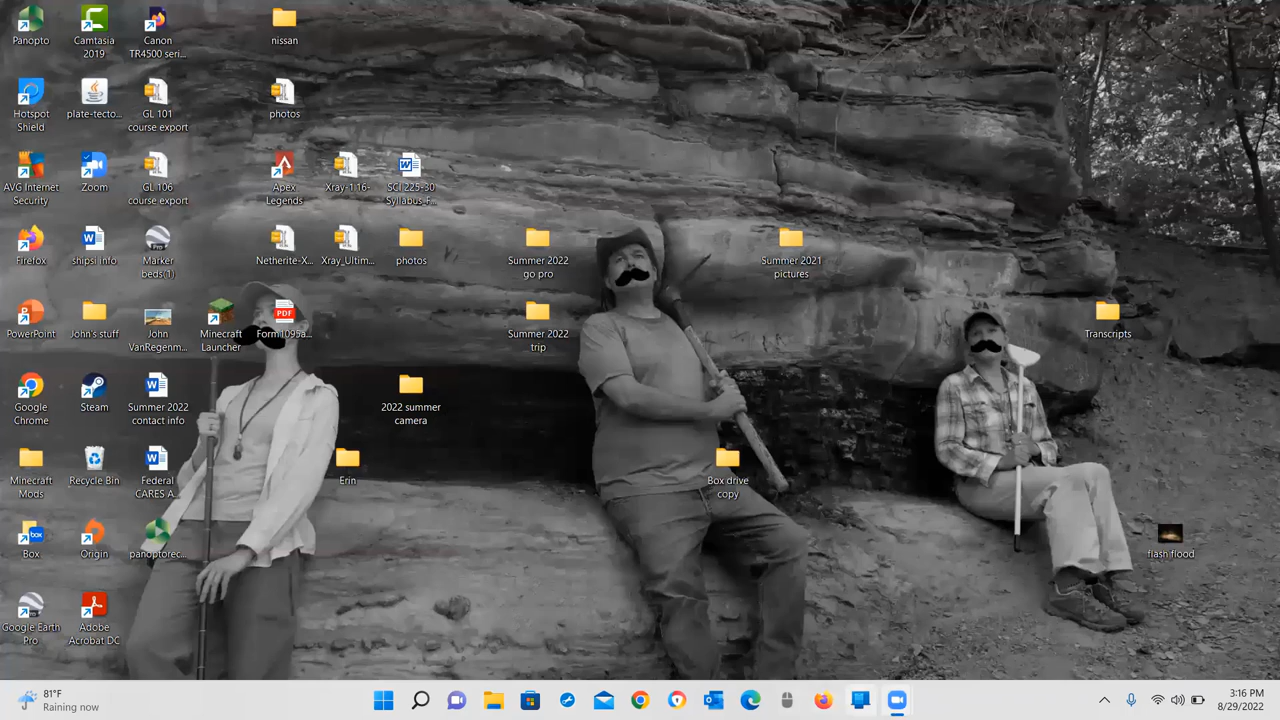 Panopto
Camtasia
2019
Canon
TR4500 seri...
nissan
Hotspot
Shield
plate-tecto...
GL 101
course export
photos
AVG Internet
Security
Zoom
GL 106
course export
Apex
Legends
Xray-1.16-
SCI 225-30
Syllabus_F...
Firefox
shipsi info
Marker
beds(1)
Netherite-X...
Xray_Ultim...
photos
Summer 2022
go pro
Summer 2021
pictures
PowerPoint
John's stuff
John
VanRegenm...
Minecraft
Launcher
Form1095a...
Summer 2022
trip
Transcripts
Google
Chrome
Steam
Summer 2022
contact info
2022 summer
camera
Minecraft
Mods
Recycle Bin
Federal
CARES A...
Erin
Box drive
copy
Box
Origin
panoptorec...
flash flood
Google Earth
Pro
Adobe
Acrobat DC
81°F
Raining now
3:16 PM
8/29/2022